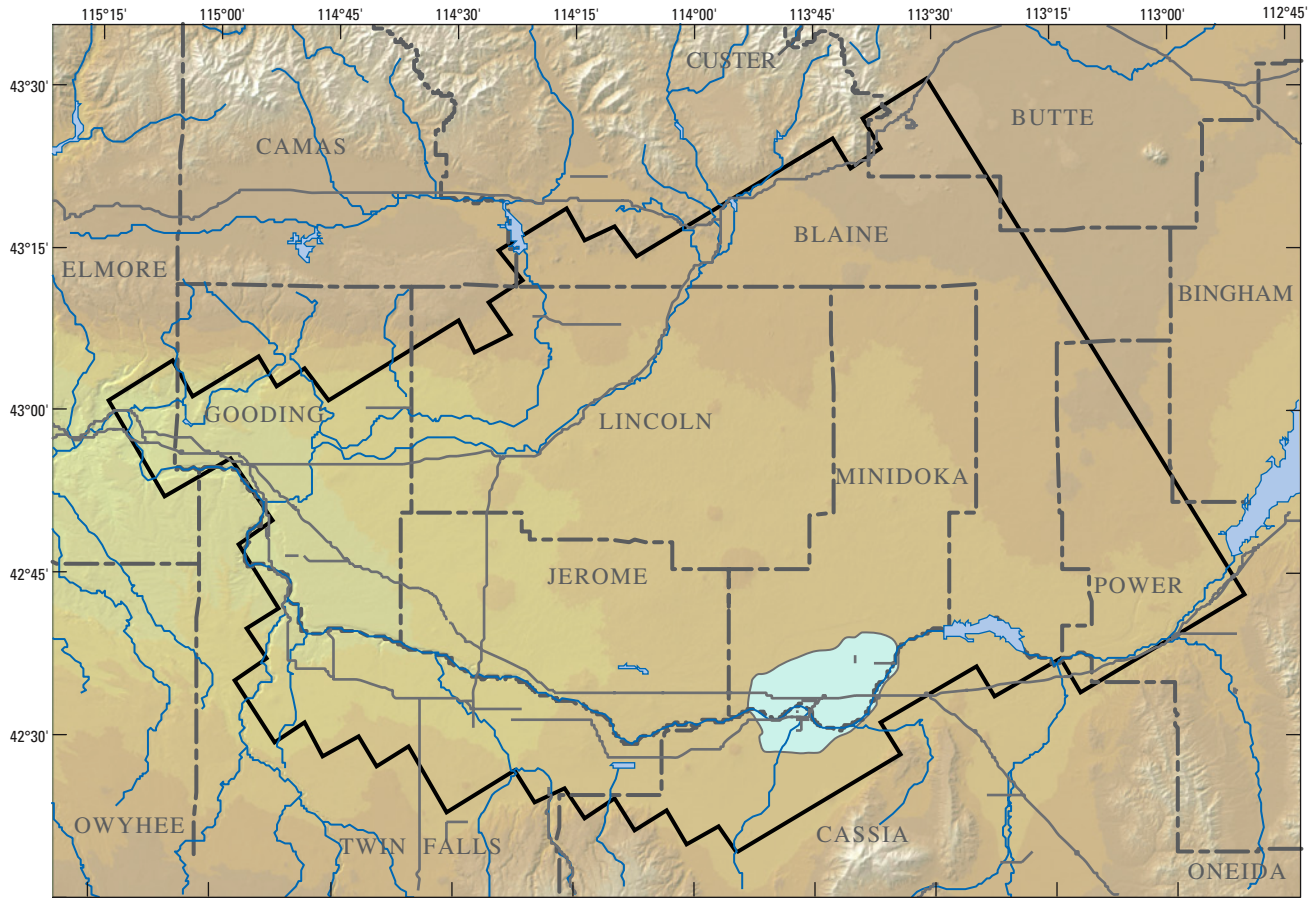 115°15' 115°00' 114°45' 114°30' 114°15' 114°00' 113°45' 113°30' 113°15' 113°00' 112°45'
CUSTER
43°30'
BUTTE
CAMAS
BLAINE
43°15'
ELMORE
BINGHAM
43°00'
GOODING
LINCOLN
MINIDOKA
42°45'
JEROME
POWER
42°30'
OWYHEE
TWIN FALLS
CASSIA
ONEIDA